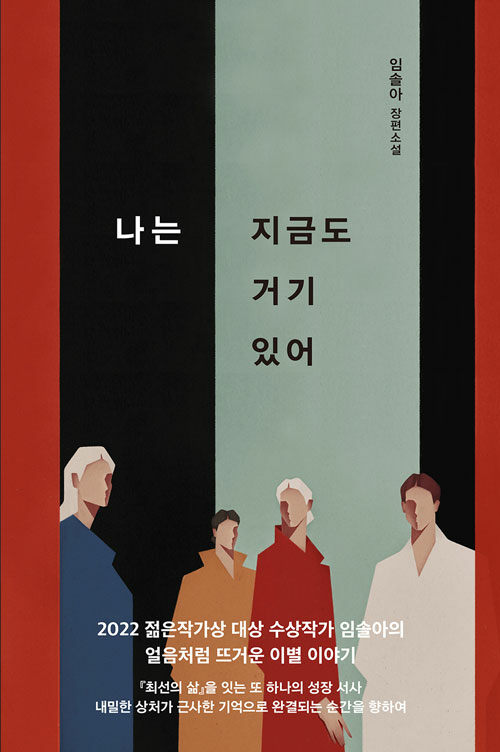 임솔아 장편소설
나는 지금도
거기
있어
2022 젊은작가상 대상 수상작가 임솔아의
얼음처럼 뜨거운 이별 이야기
『최선의 삶』을 잇는 또 하나의 성장 서사
내밀한 상처가 근사한 기억으로 완결되는 순간을 향하여